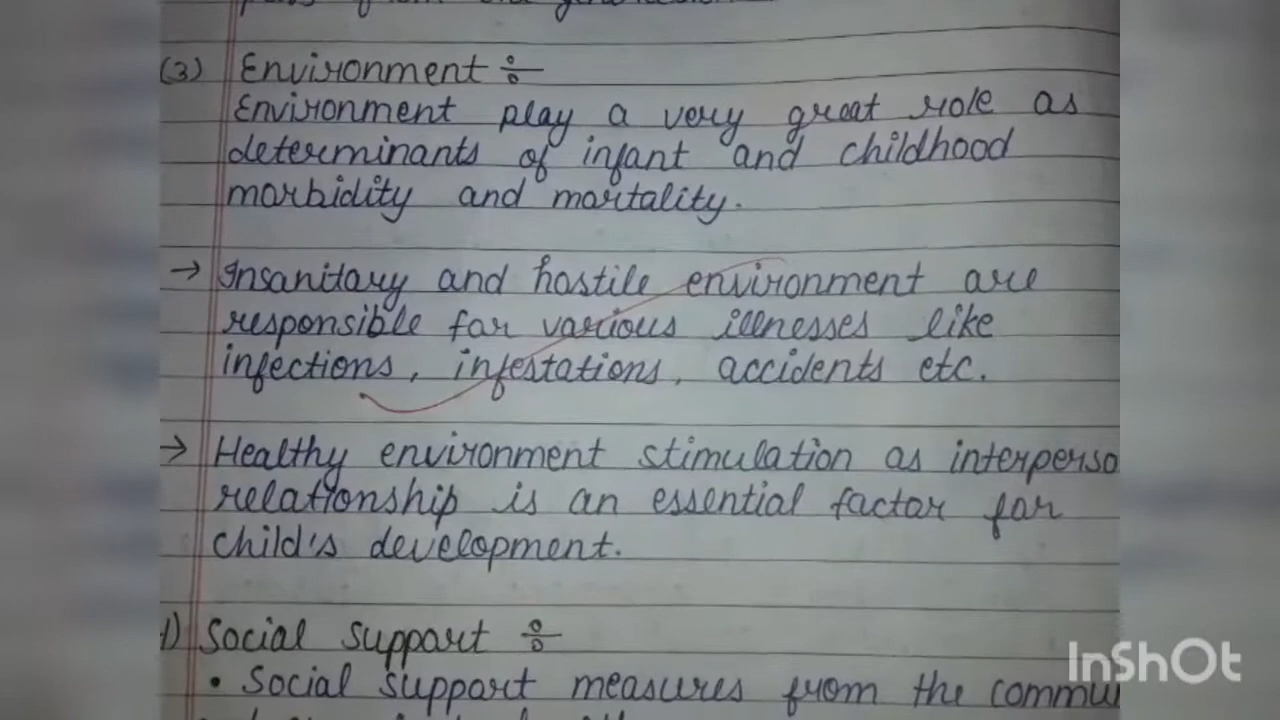 (3) Environment :-
Environment play a very great role as
determinants of infant and childhood
morbidity and mortality.
→ Insanitary and hostile environment are
responsible for various illnesses like
infections, infestations, accidents etc.
→ Healthy environment stimulation as interperso
relationship is an essential factor for
child's development.
) Social support :-
• Social support measures from the commu
InShOt